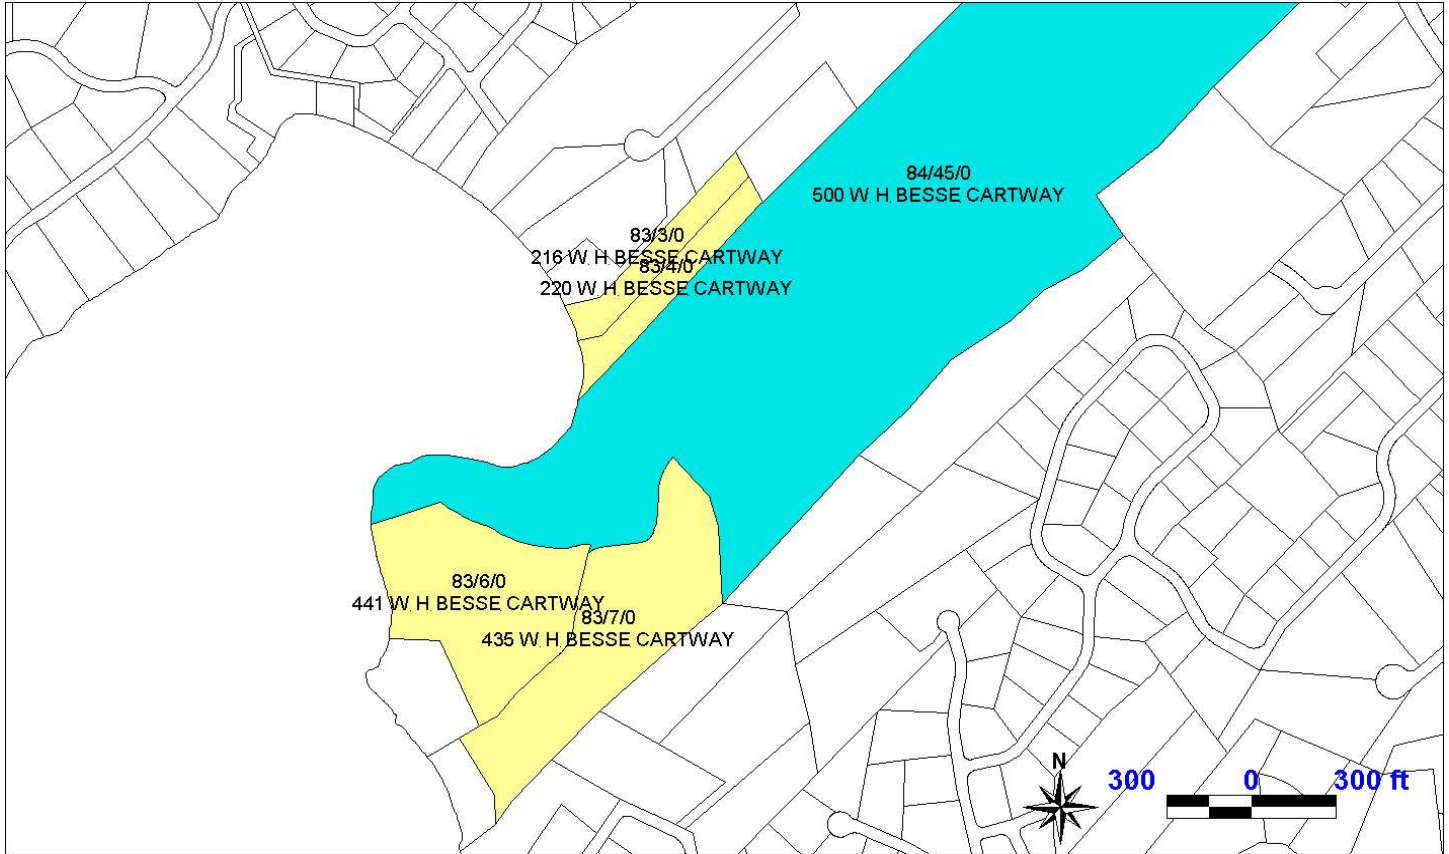 84/45/0
500 W. H. BESSE CARTWAY
83/3/0
216 W. H. BESSE CARTWAY
83/4/0
220 W. H. BESSE CARTWAY
83/6/0
441 W. H. BESSE CARTWAY
83/7/0
435 W. H. BESSE CARTWAY
N
300 0 300 ft